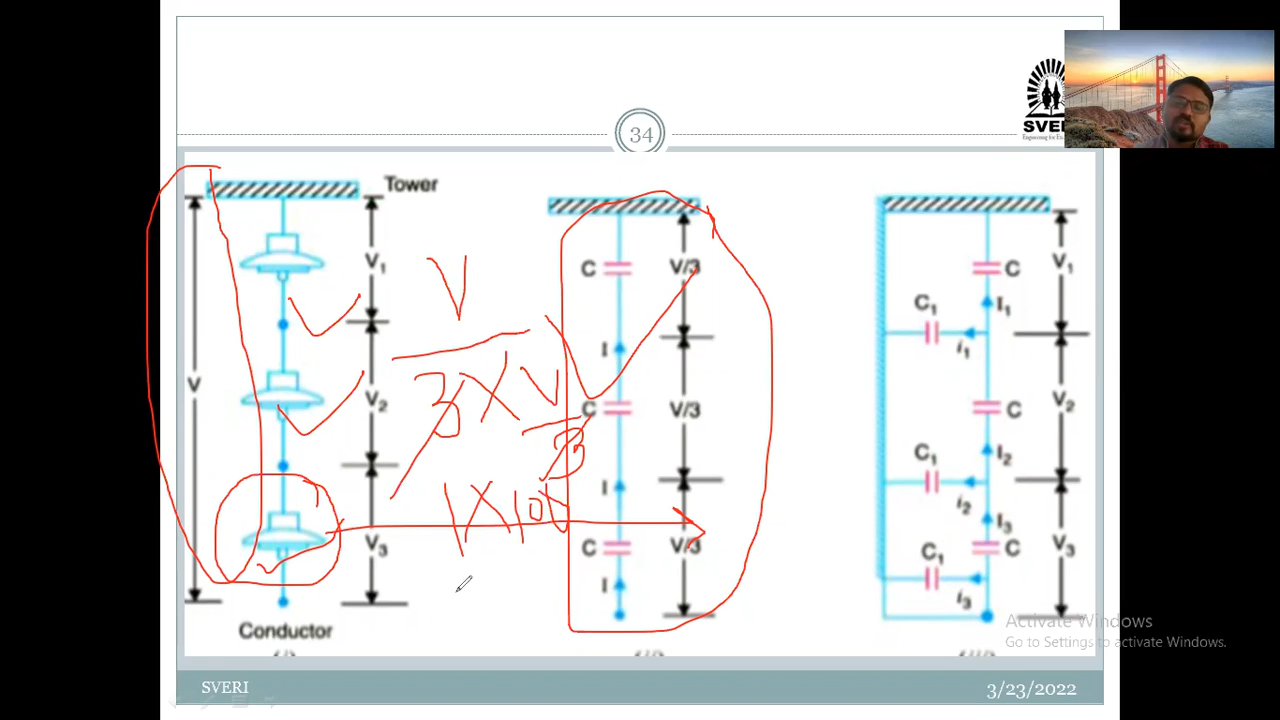 34
SVERI
Tower
V
V1
V2
V3
Conductor
V
3 X V
3
1 X 100
C
V/3
I
C
V/3
I
C
V/3
I
C
V1
C1
I1
i1
C
V2
C1
I2
i2
I3
C
V3
C1
i3
Activate Windows
Go to Settings to activate Windows.
SVERI
3/23/2022